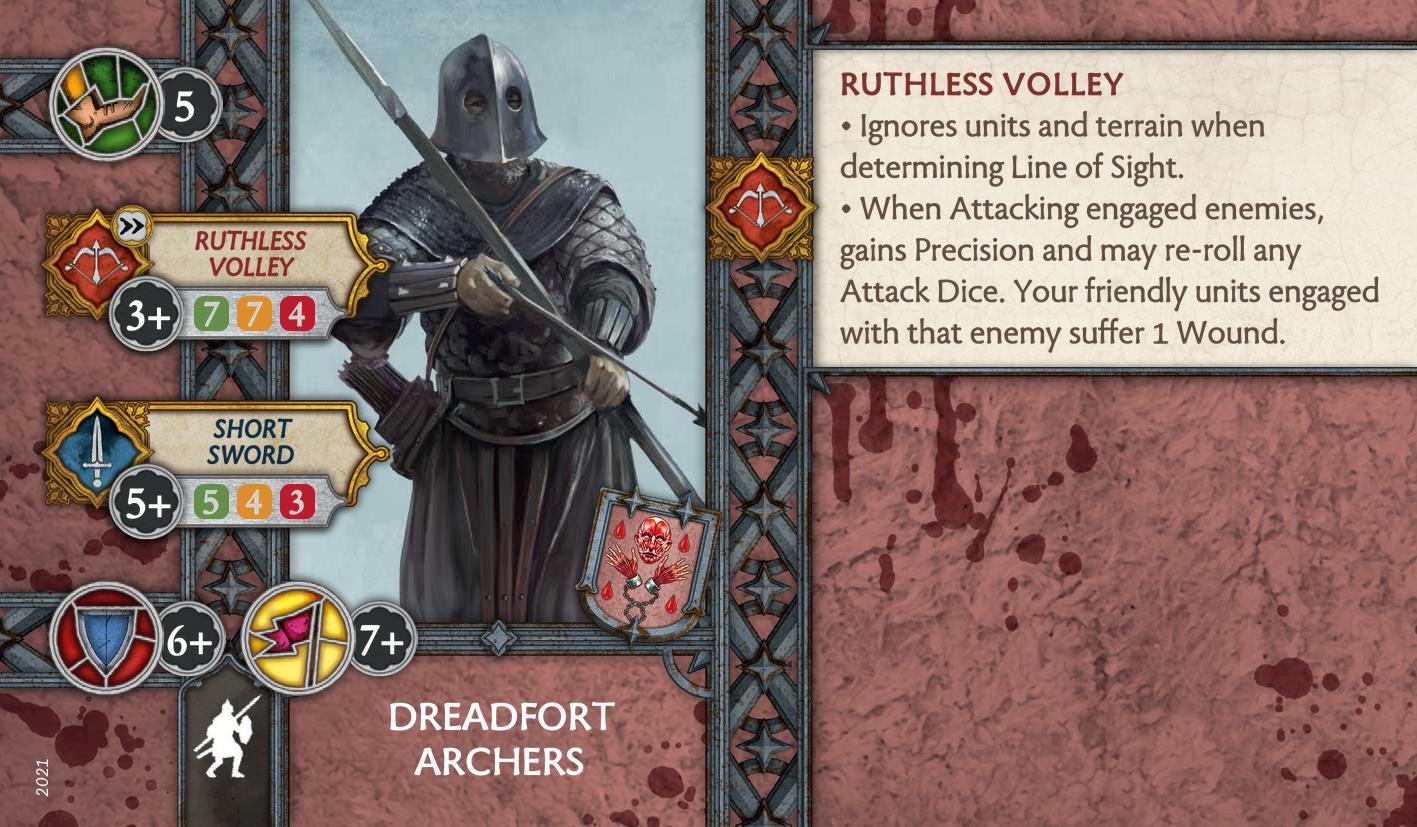 5
RUTHLESS
VOLLEY
3+ 7 7 4
SHORT
SWORD
5+ 5 4 3
6+ 7+
DREADFORT
ARCHERS
2021
RUTHLESS VOLLEY
• Ignores units and terrain when
determining Line of Sight.
• When Attacking engaged enemies,
gains Precision and may re-roll any
Attack Dice. Your friendly units engaged
with that enemy suffer 1 Wound.